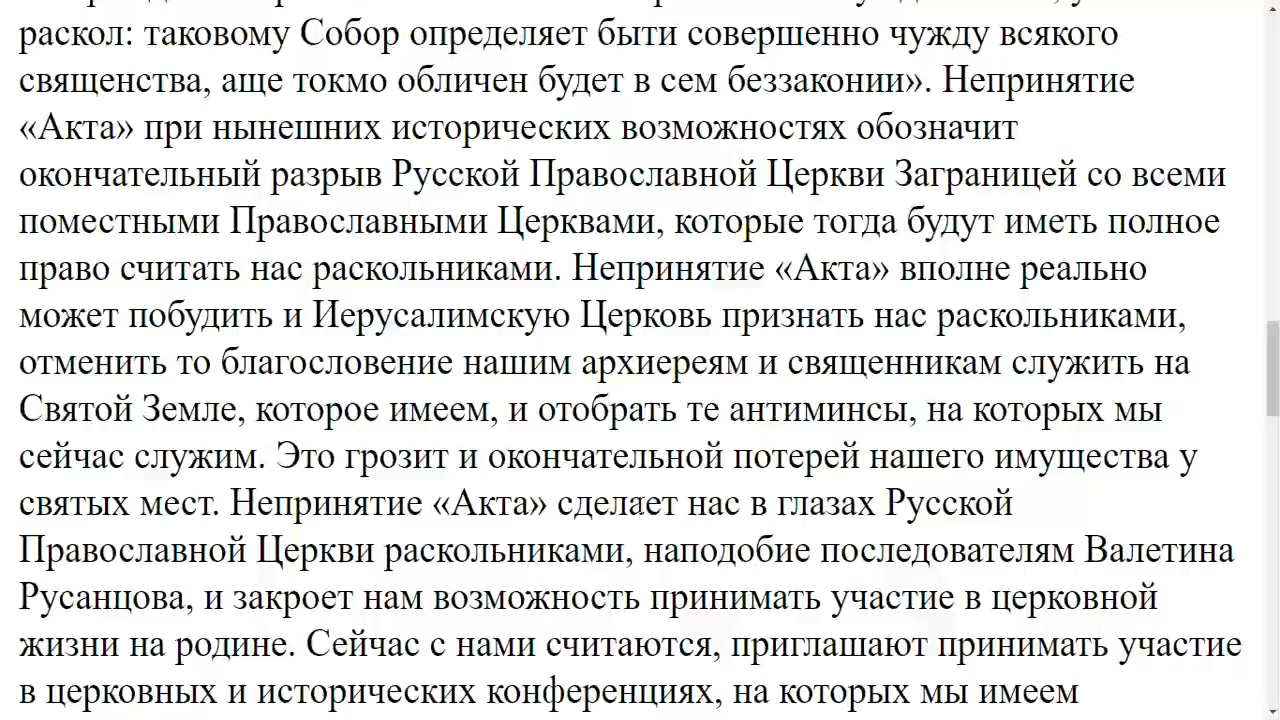 раскол: таковому Собор определяет быти совершенно чужду всякого
священства, аще токмо обличен будет в сем беззаконии». Непринятие
«Акта» при нынешних исторических возможностях обозначит
окончательный разрыв Русской Православной Церкви Заграницей со всеми
поместными Православными Церквами, которые тогда будут иметь полное
право считать нас раскольниками. Непринятие «Акта» вполне реально
может побудить и Иерусалимскую Церковь признать нас раскольниками,
отменить то благословение нашим архиереям и священникам служить на
Святой Земле, которое имеем, и отобрать те антиминсы, на которых мы
сейчас служим. Это грозит и окончательной потерей нашего имущества у
святых мест. Непринятие «Акта» сделает нас в глазах Русской
Православной Церкви раскольниками, наподобие последователям Валетина
Русанцова, и закроет нам возможность принимать участие в церковной
жизни на родине. Сейчас с нами считаются, приглашают принимать участие
в церковных и исторических конференциях, на которых мы имеем